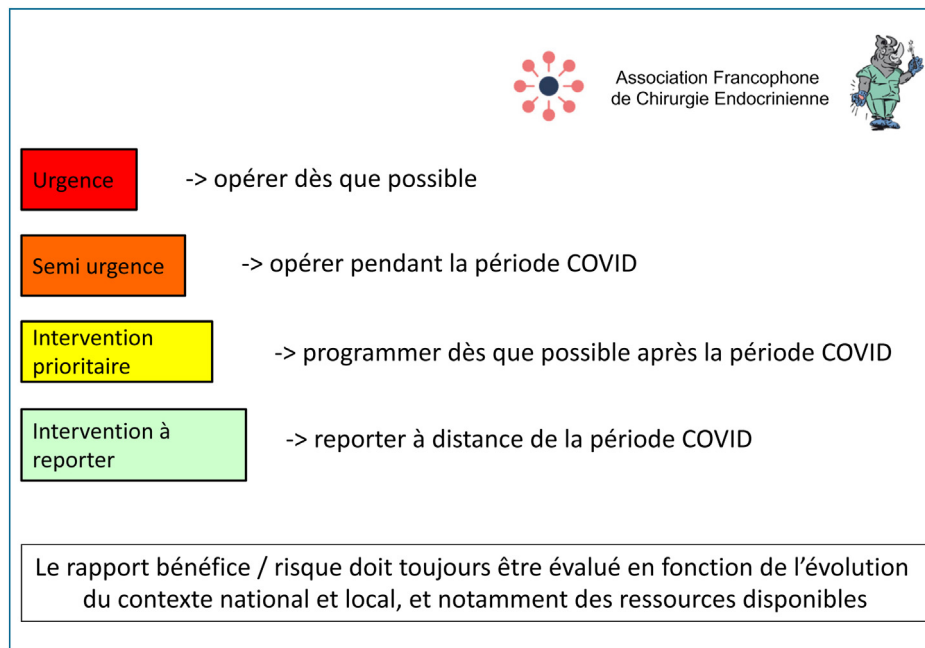 Association Francophone
de Chirurgie Endocrinienne
Urgence
-> opérer dès que possible
Semi urgence
-> opérer pendant la période COVID
Intervention
prioritaire
-> programmer dès que possible après la période COVID
Intervention à
reporter
-> reporter à distance de la période COVID
Le rapport bénéfice / risque doit toujours être évalué en fonction de l’évolution
du contexte national et local, et notamment des ressources disponibles